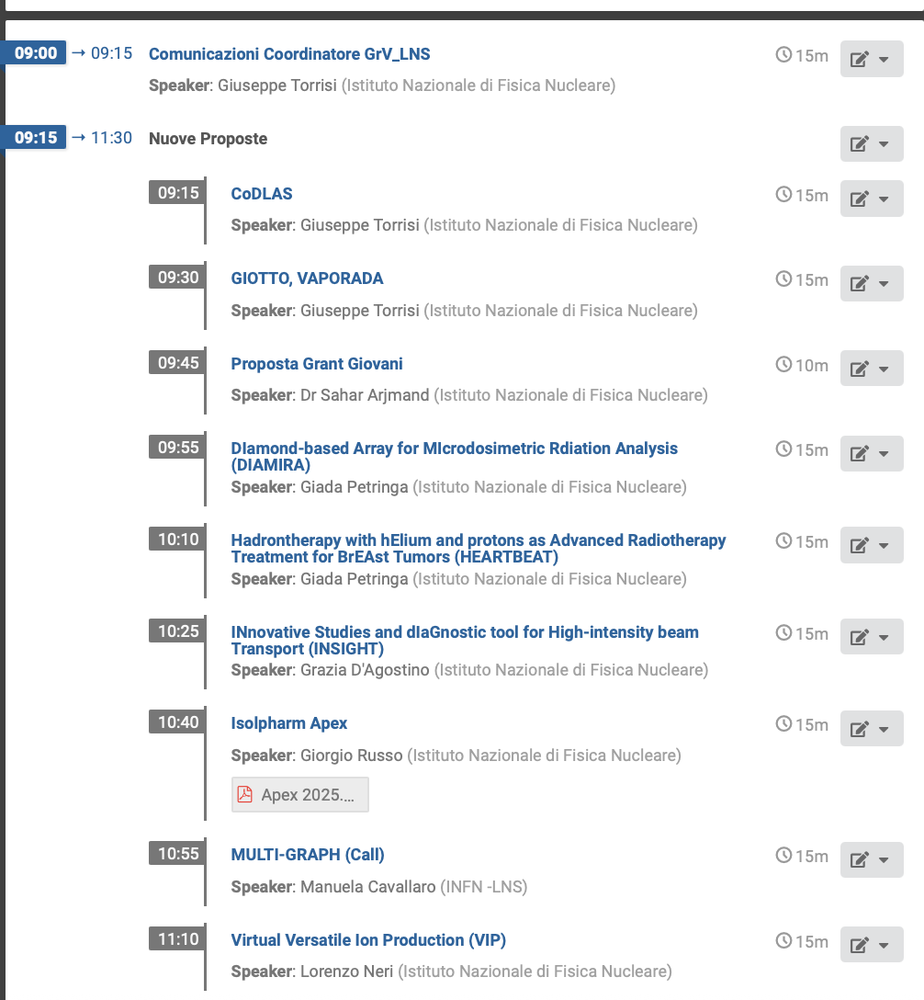 09:00 → 09:15 Comunicazioni Coordinatore GrV_LNS 15m
Speaker: Giuseppe Torrisi (Istituto Nazionale di Fisica Nucleare)
09:15 → 11:30 Nuove Proposte
09:15 CoDLAS 15m
Speaker: Giuseppe Torrisi (Istituto Nazionale di Fisica Nucleare)
09:30 GIOTTO, VAPORADA 15m
Speaker: Giuseppe Torrisi (Istituto Nazionale di Fisica Nucleare)
09:45 Proposta Grant Giovani 10m
Speaker: Dr Sahar Arjmand (Istituto Nazionale di Fisica Nucleare)
09:55 DIamond-based Array for MIcrodosimetric Rdiation Analysis 15m
(DIAMIRA)
Speaker: Giada Petringa (Istituto Nazionale di Fisica Nucleare)
10:10 Hadrontherapy with hElium and protons as Advanced Radiotherapy 15m
Treatment for BrEAst Tumors (HEARTBEAT)
Speaker: Giada Petringa (Istituto Nazionale di Fisica Nucleare)
10:25 INnovative Studies and dIaGnostic tool for High-intensity beam 15m
Transport (INSIGHT)
Speaker: Grazia D'Agostino (Istituto Nazionale di Fisica Nucleare)
10:40 Isolpharm Apex 15m
Speaker: Giorgio Russo (Istituto Nazionale di Fisica Nucleare)
Apex 2025....
10:55 MULTI-GRAPH (Call) 15m
Speaker: Manuela Cavallaro (INFN -LNS)
11:10 Virtual Versatile Ion Production (VIP) 15m
Speaker: Lorenzo Neri (Istituto Nazionale di Fisica Nucleare)